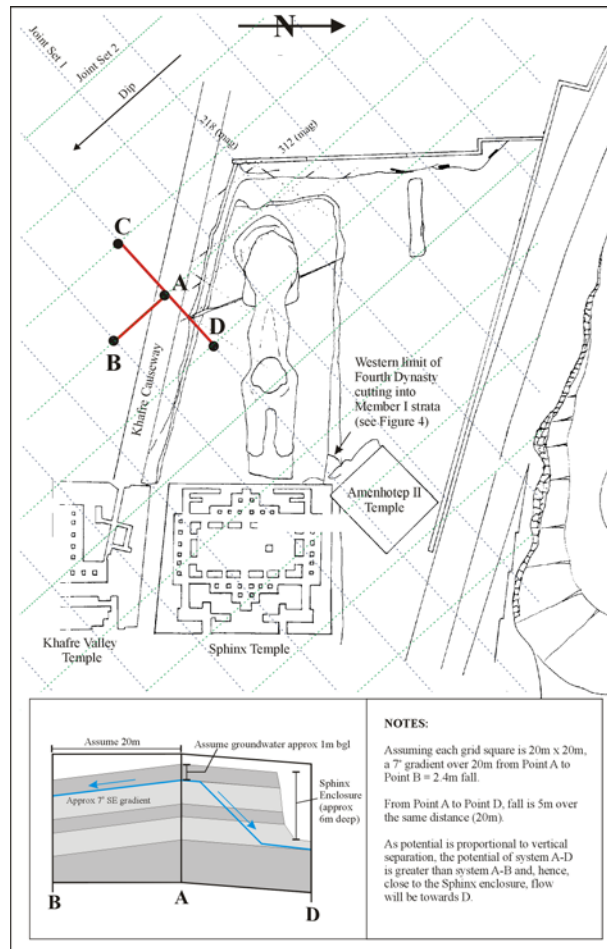 N
Joint Set 1
Joint Set 2
Dip
218 (mag)
312 (mag)
C
A
B
D
Khafre Causeway
Western limit of
Fourth Dynasty
cutting into
Member I strata
(see Figure 4)
Amenhotep II
Temple
Khafre Valley
Temple
Sphinx Temple
Assume 20m
Assume groundwater approx 1m bgl
Approx 7° SE gradient
Sphinx
Enclosure
(approx
6m deep)
B
A
D
NOTES:
Assuming each grid square is 20m x 20m,
a 7° gradient over 20m from Point A to
Point B = 2.4m fall.
From Point A to Point D, fall is 5m over
the same distance (20m).
As potential is proportional to vertical
separation, the potential of system A-D
is greater than system A-B and, hence,
close to the Sphinx enclosure, flow
will be towards D.